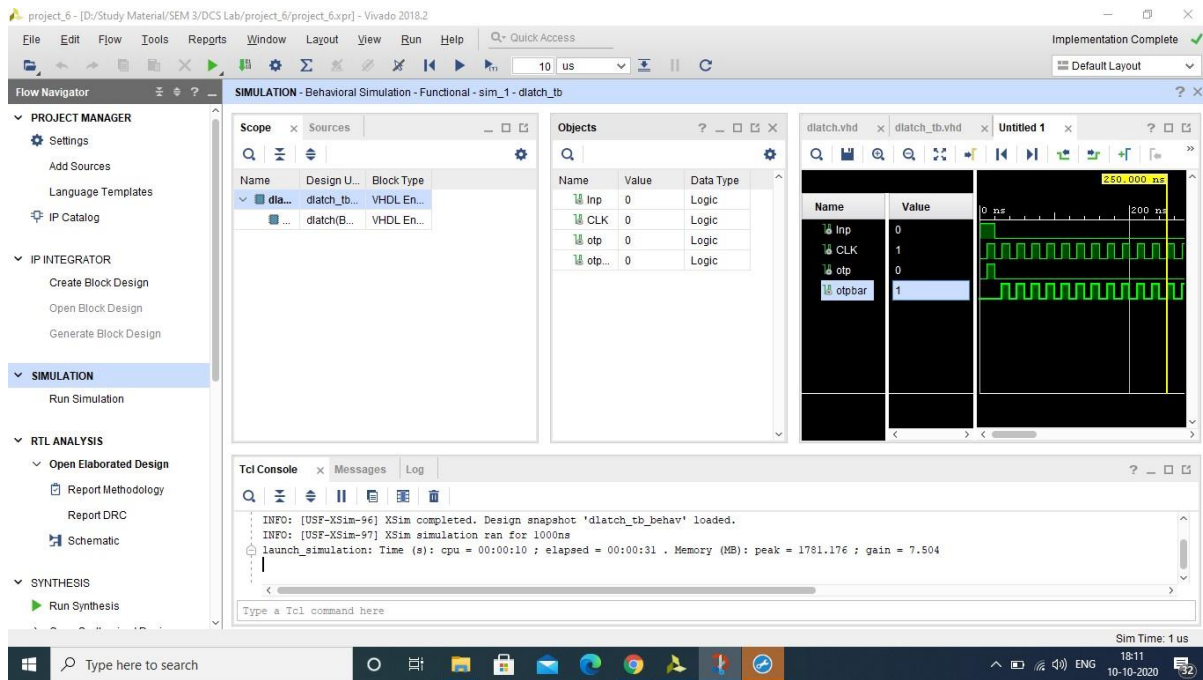 project_6 - [D:/Study Material/SEM 3/DCS Lab/project_6/project_6.xpr] - Vivado 2018.2
File Edit Flow Tools Reports Window Layout View Run Help Quick Access
Implementation Complete
10 us
Default Layout
Flow Navigator
PROJECT MANAGER
Settings
Add Sources
Language Templates
IP Catalog
IP INTEGRATOR
Create Block Design
Open Block Design
Generate Block Design
SIMULATION
Run Simulation
RTL ANALYSIS
Open Elaborated Design
Report Methodology
Report DRC
Schematic
SYNTHESIS
Run Synthesis
SIMULATION - Behavioral Simulation - Functional - sim_1 - dlatch_tb
Scope Sources
Name Design U... Block Type
dla... dlatch_tb... VHDL En...
... dlatch(B... VHDL En...
Objects
Name Value Data Type
Inp 0 Logic
CLK 0 Logic
otp 0 Logic
otp... 0 Logic
dlatch.vhd dlatch_tb.vhd Untitled 1
250.000 ns
Name Value
0 ns 200 ns
Inp 0
CLK 1
otp 0
otpbar 1
Tcl Console Messages Log
INFO: [USF-XSim-96] XSim completed. Design snapshot 'dlatch_tb_behav' loaded.
INFO: [USF-XSim-97] XSim simulation ran for 1000ns
launch_simulation: Time (s): cpu = 00:00:10 ; elapsed = 00:00:31 . Memory (MB): peak = 1781.176 ; gain = 7.504
Type a Tcl command here
Sim Time: 1 us
Type here to search
ENG
18:11
10-10-2020
32